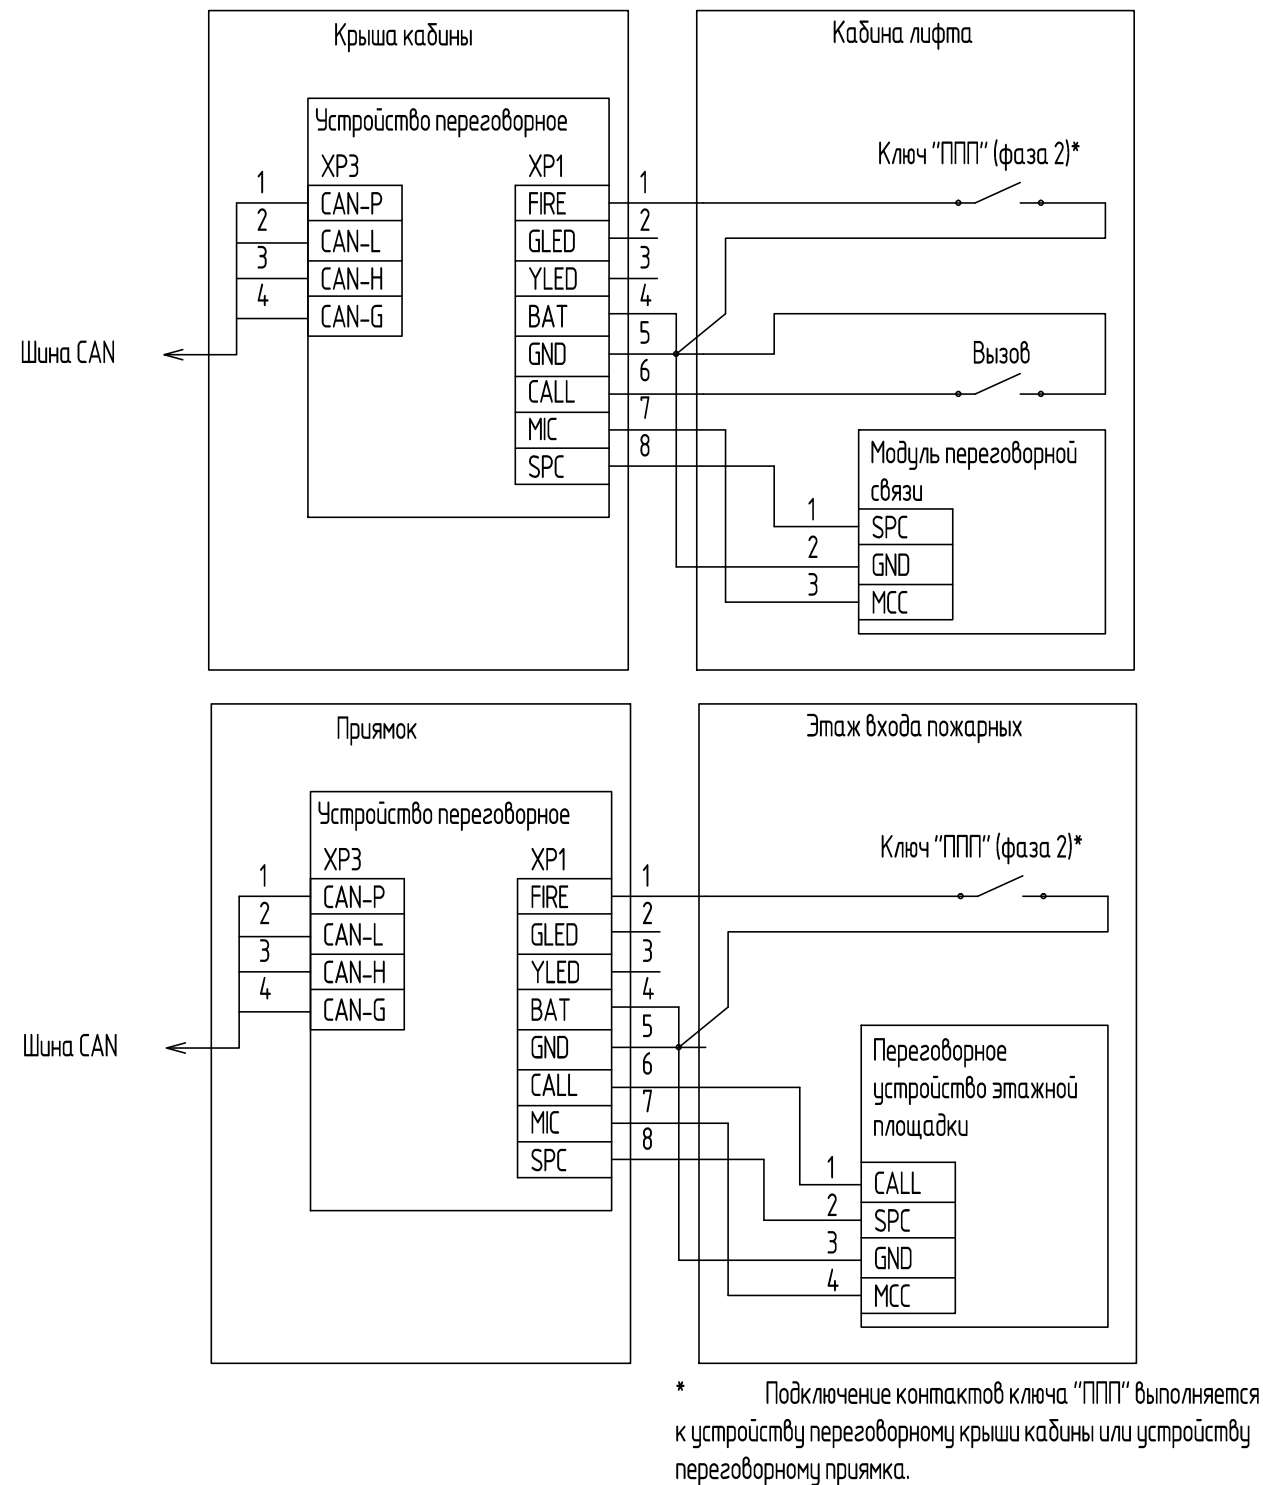 Крыша кабины
Кабина лифта
Устройство переговорное
Ключ "ППП" (фаза 2)*
XP3
XP1
1
CAN-P
FIRE
1
2
CAN-L
GLED
2
3
CAN-H
YLED
3
4
CAN-G
BAT
4
Шина CAN
GND
5
Вызов
CALL
6
MIC
7
SPC
8
Модуль переговорной
связи
1
SPC
2
GND
3
MCC
Приямок
Этаж входа пожарных
Устройство переговорное
Ключ "ППП" (фаза 2)*
XP3
XP1
1
CAN-P
FIRE
1
2
CAN-L
GLED
2
3
CAN-H
YLED
3
4
CAN-G
BAT
4
Шина CAN
GND
5
CALL
6
MIC
7
SPC
8
Переговорное
устройство этажной
площадки
1
CALL
2
SPC
3
GND
4
MCC
* Подключение контактов ключа "ППП" выполняется
к устройству переговорному крыши кабины или устройству
переговорному приямка.